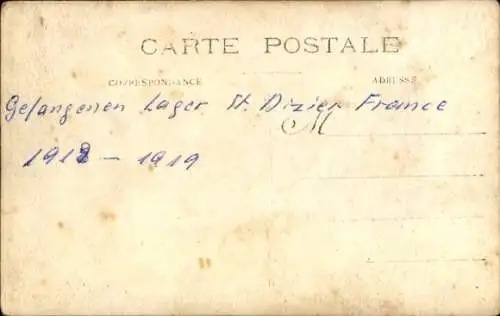 CARTE POSTALE
CORRESPONDANCE ADRESSE
Gefangenen Lager St. Dizier France
M
1918 - 1919